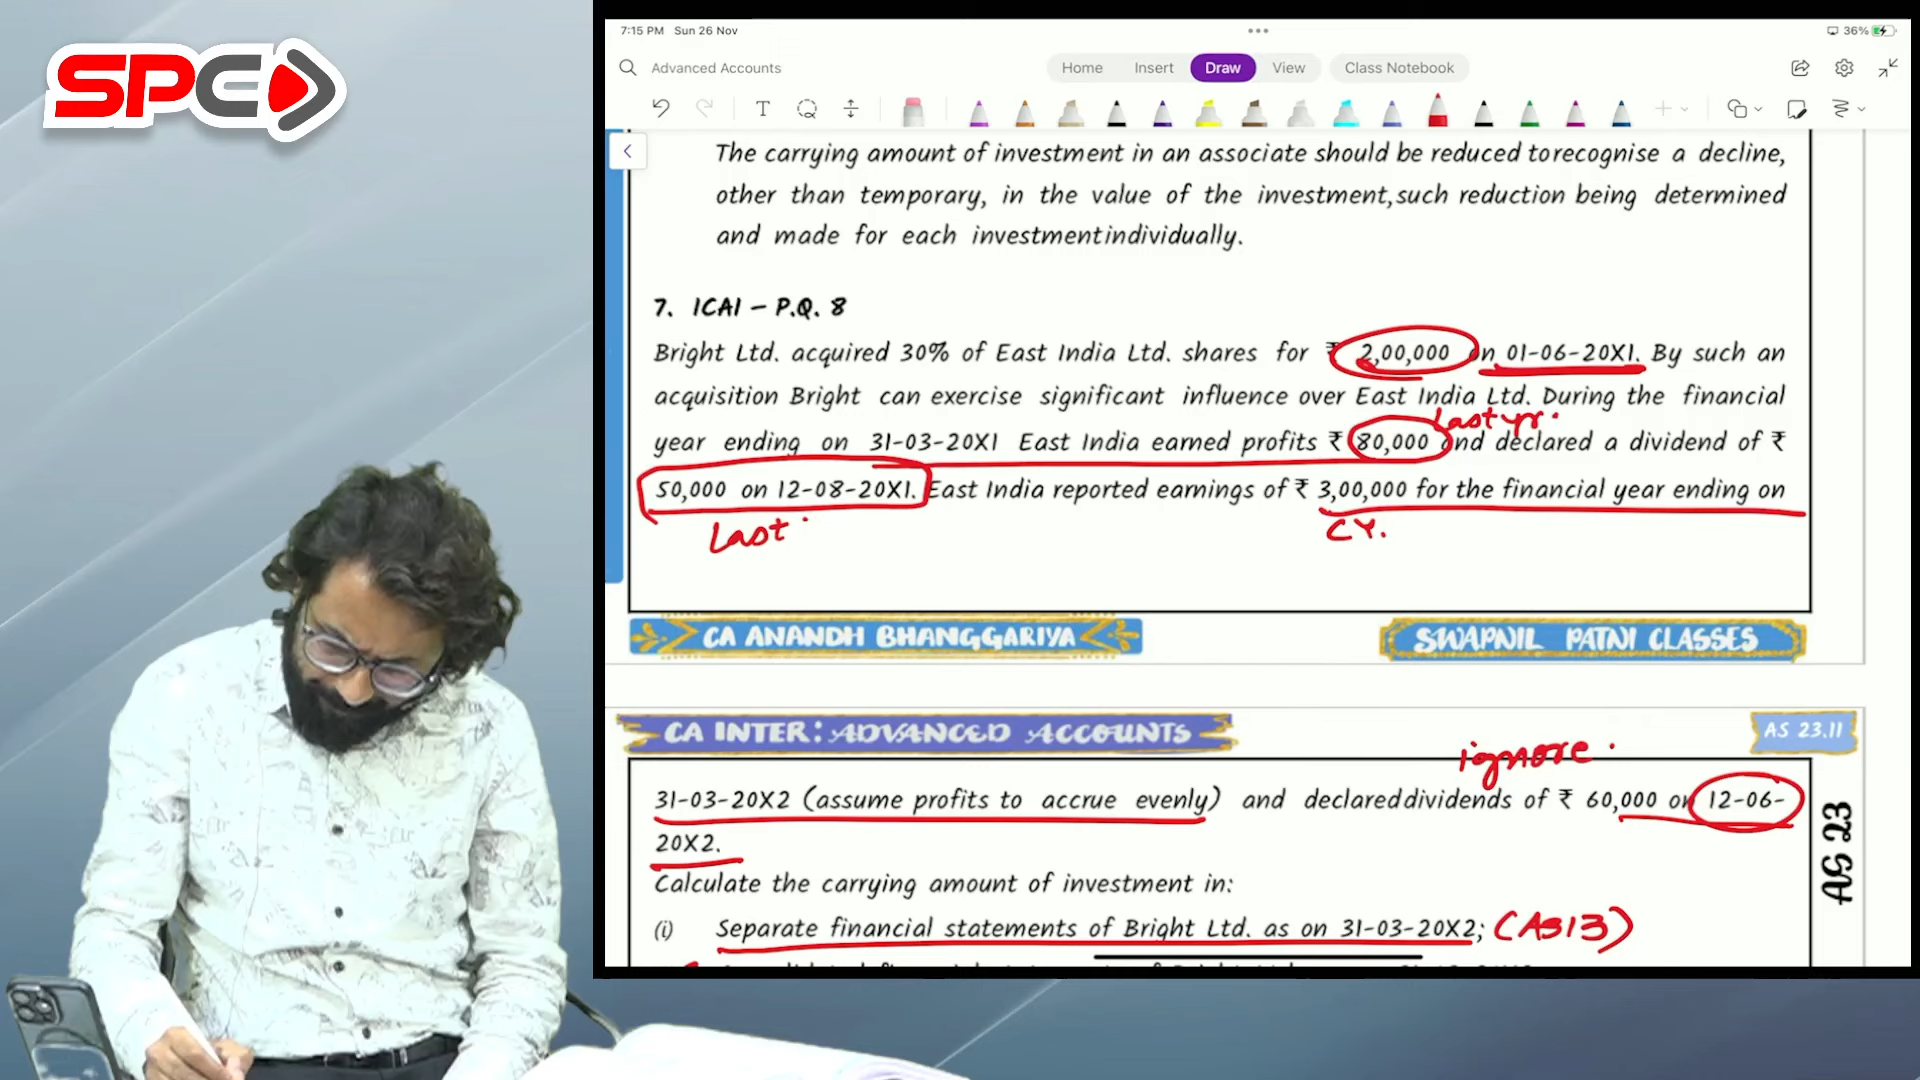 SPC
7:15 PM Sun 26 Nov
36%
Advanced Accounts
Home Insert Draw View Class Notebook
The carrying amount of investment in an associate should be reduced torecognise a decline,
other than temporary, in the value of the investment,such reduction being determined
and made for each investmentindividually.
7. ICAI – P.Q. 8
Bright Ltd. acquired 30% of East India Ltd. shares for ₹ 2,00,000 on 01-06-20X1. By such an
acquisition Bright can exercise significant influence over East India Ltd. During the financial
Last yr.
year ending on 31-03-20X1 East India earned profits ₹ 80,000 and declared a dividend of ₹
50,000 on 12-08-20X1. East India reported earnings of ₹ 3,00,000 for the financial year ending on
Last
CY.
CA ANANDH BHANGGARIYA
SWAPNIL PATNI CLASSES
CA INTER: ADVANCED ACCOUNTS
AS 23.11
ignore.
31-03-20X2 (assume profits to accrue evenly) and declareddividends of ₹ 60,000 on 12-06-
20X2.
AS 23
Calculate the carrying amount of investment in:
(i) Separate financial statements of Bright Ltd. as on 31-03-20X2; (AS13)